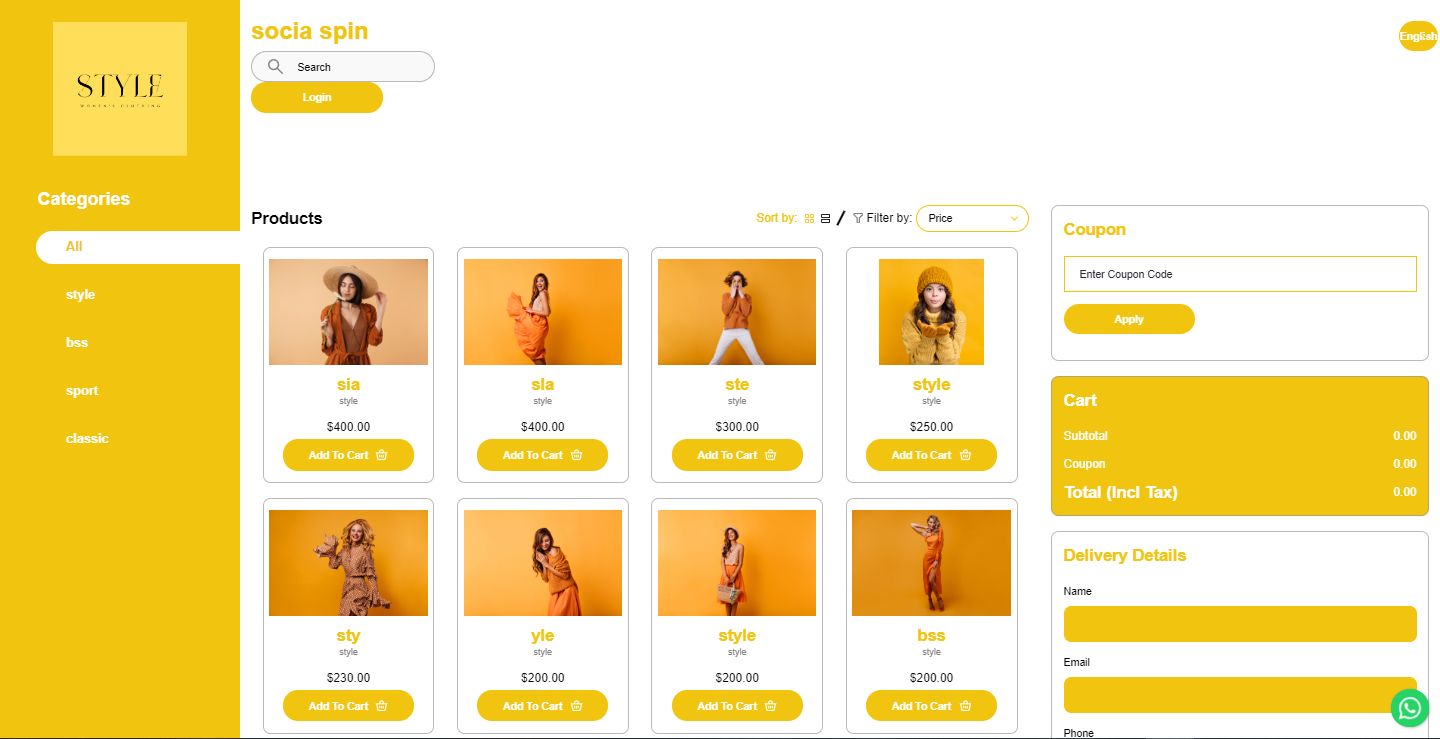 STYLE
WOMEN'S CLOTHING
Categories
All
style
bss
sport
classic
socia spin
Search
Login
English
Products
Sort by:
/
Filter by:
Price
sia
style
$400.00
Add To Cart
sla
style
$400.00
Add To Cart
ste
style
$300.00
Add To Cart
style
style
$250.00
Add To Cart
sty
style
$230.00
Add To Cart
yle
style
$200.00
Add To Cart
style
style
$200.00
Add To Cart
bss
style
$200.00
Add To Cart
Coupon
Enter Coupon Code
Apply
Cart
Subtotal 0.00
Coupon 0.00
Total (Incl Tax) 0.00
Delivery Details
Name
Email
Phone